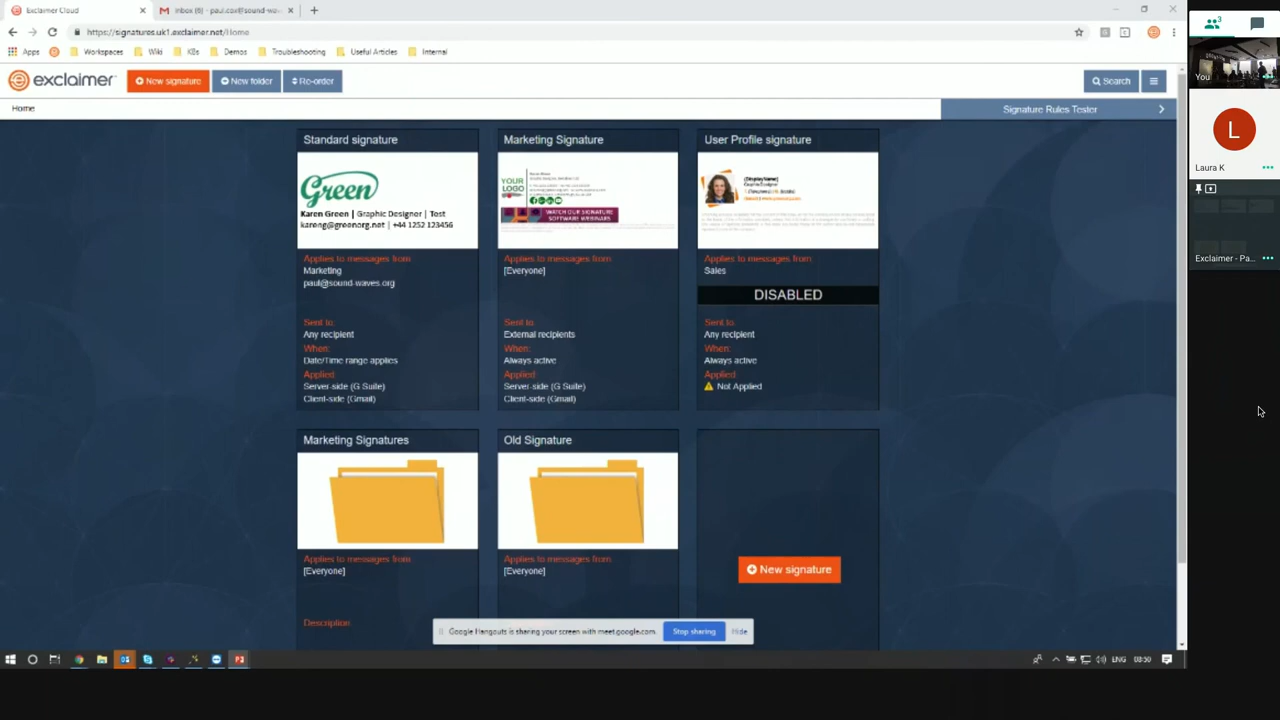 Exclaimer Cloud
Inbox (6) - paul.cox@sound-wa
https://signatures.uk1.exclaimer.net/Home
Apps Workspaces Wiki K8s Demos Troubleshooting Useful Articles Internal
exclaimer New signature New folder Re-order Search
Home
Signature Rules Tester
Standard signature
Green
Karen Green | Graphic Designer | Test
kareng@greenorg.net | +44 1252 123456
Applies to messages from
Marketing
paul@sound-waves.org
Sent to:
Any recipient
When:
Date/Time range applies
Applied:
Server-side (G Suite)
Client-side (Gmail)
Marketing Signature
YOUR
LOGO
WATCH OUR SIGNATURE
SOFTWARE WEBINARS
Applies to messages from
[Everyone]
Sent to:
External recipients
When:
Always active
Applied:
Server-side (G Suite)
Client-side (Gmail)
User Profile signature
Applies to messages from
Sales
DISABLED
Sent to:
Any recipient
When:
Always active
Applied
Not Applied
Marketing Signatures
Applies to messages from
[Everyone]
Description
Old Signature
Applies to messages from
[Everyone]
New signature
Google Hangouts is sharing your screen with meet.google.com.
Stop sharing
Hide
ENG 03:50
3
You
L
Laura K
Exclaimer - Pa...